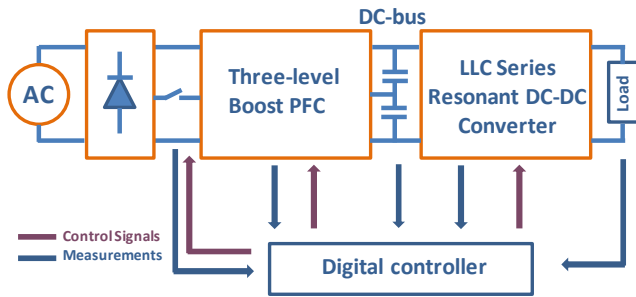 DC-bus
AC
Three-level
Boost PFC
LLC Series
Resonant DC-DC
Converter
Load
Control Signals
Measurements
Digital controller